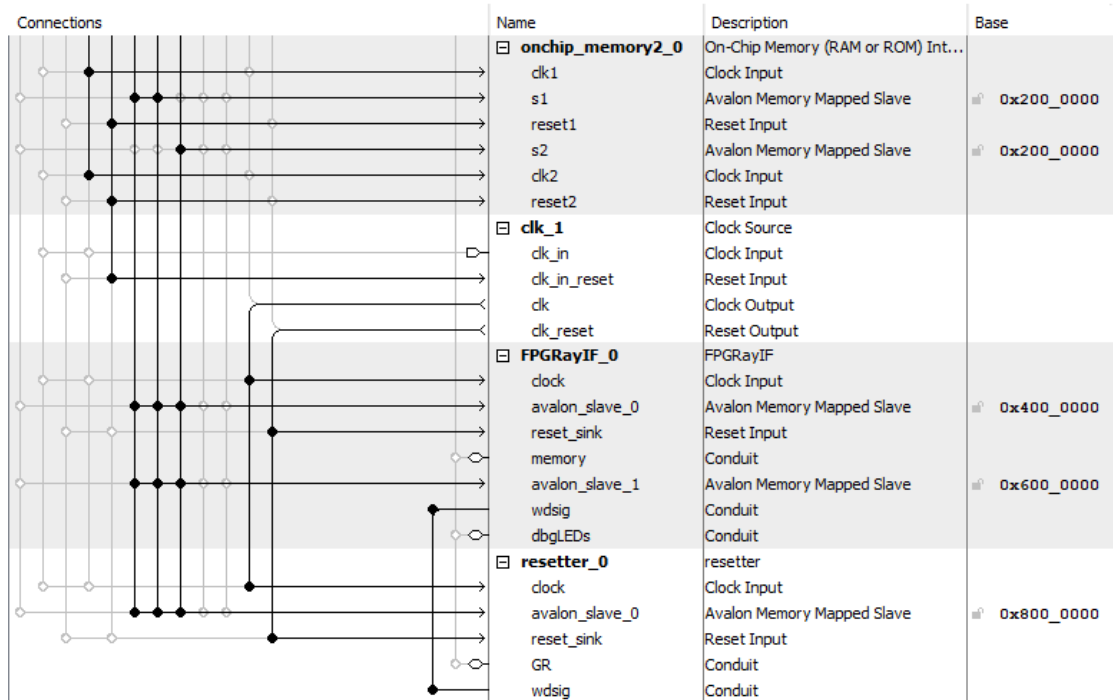 Connections Name Description Base
onchip_memory2_0 On-Chip Memory (RAM or ROM) Int...
clk1 Clock Input
s1 Avalon Memory Mapped Slave 0x200_0000
reset1 Reset Input
s2 Avalon Memory Mapped Slave 0x200_0000
clk2 Clock Input
reset2 Reset Input
clk_1 Clock Source
clk_in Clock Input
clk_in_reset Reset Input
clk Clock Output
clk_reset Reset Output
FPGRayIF_0 FPGRayIF
clock Clock Input
avalon_slave_0 Avalon Memory Mapped Slave 0x400_0000
reset_sink Reset Input
memory Conduit
avalon_slave_1 Avalon Memory Mapped Slave 0x600_0000
wdsig Conduit
dbgLEDs Conduit
resetter_0 resetter
clock Clock Input
avalon_slave_0 Avalon Memory Mapped Slave 0x800_0000
reset_sink Reset Input
GR Conduit
wdsig Conduit